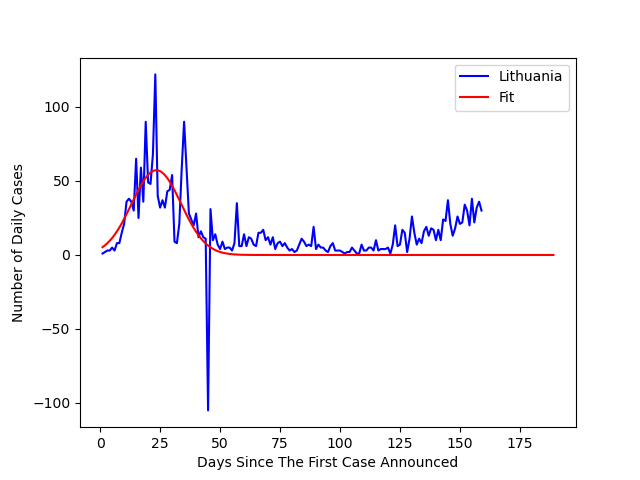 Lithuania
Fit
Number of Daily Cases
100
50
0
−50
−100
0 25 50 75 100 125 150 175
Days Since The First Case Announced